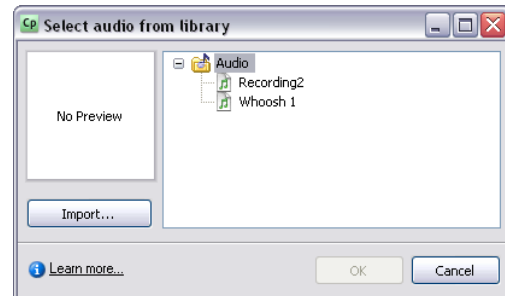 Cp Select audio from library
No Preview
Audio
Recording2
Whoosh 1
Import...
Learn more...
OK
Cancel